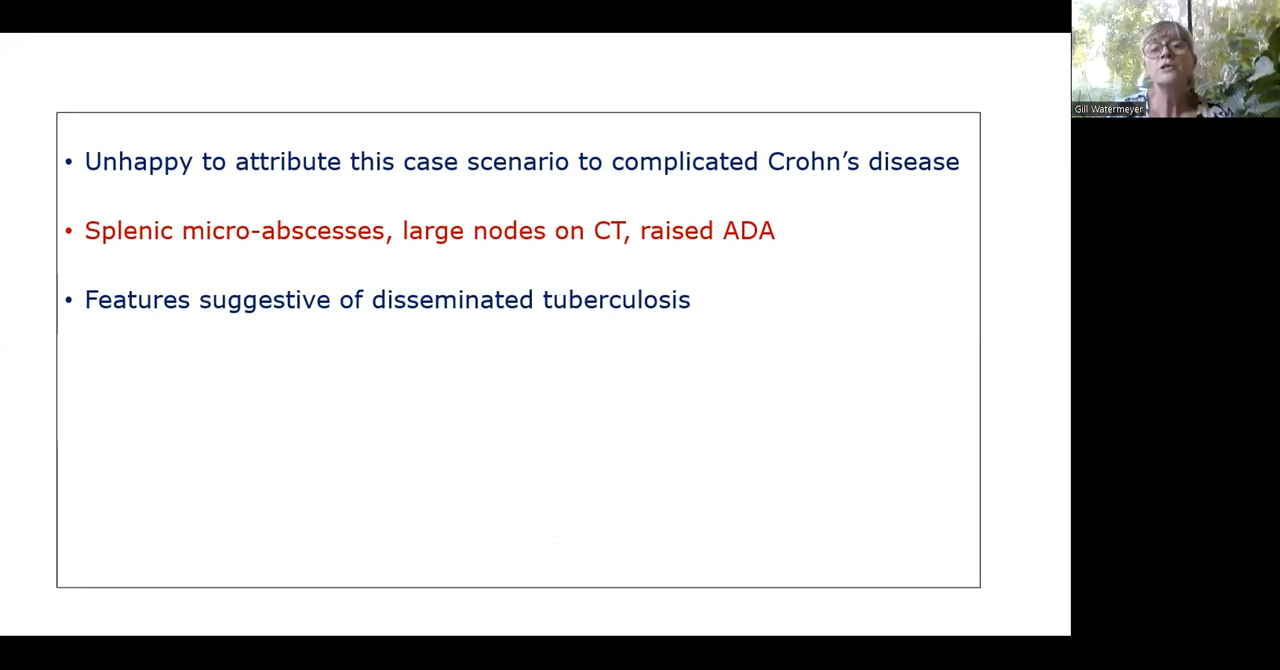 • Unhappy to attribute this case scenario to complicated Crohn’s disease
• Splenic micro-abscesses, large nodes on CT, raised ADA
• Features suggestive of disseminated tuberculosis
Gill Watermeyer